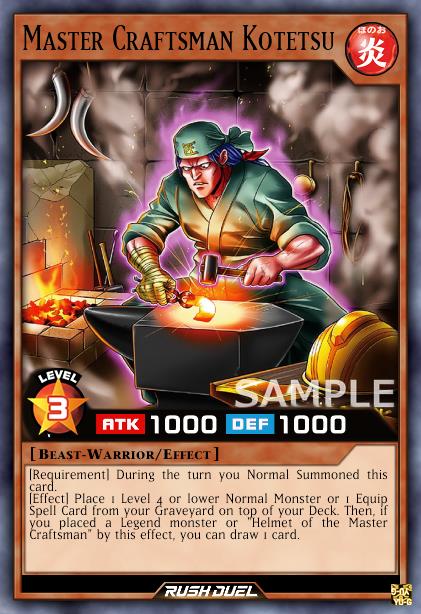 MASTER CRAFTSMAN KOTETSU
ほのお
炎
SAMPLE
LEVEL
3
ATK 1000 DEF 1000
[BEAST-WARRIOR/EFFECT]
[Requirement] During the turn you Normal Summoned this
card.
[Effect] Place 1 Level 4 or lower Normal Monster or 1 Equip
Spell Card from your Graveyard on top of your Deck. Then, if
you placed a Legend monster or "Helmet of the Master
Craftsman" by this effect, you can draw 1 card.
RUSH DUEL